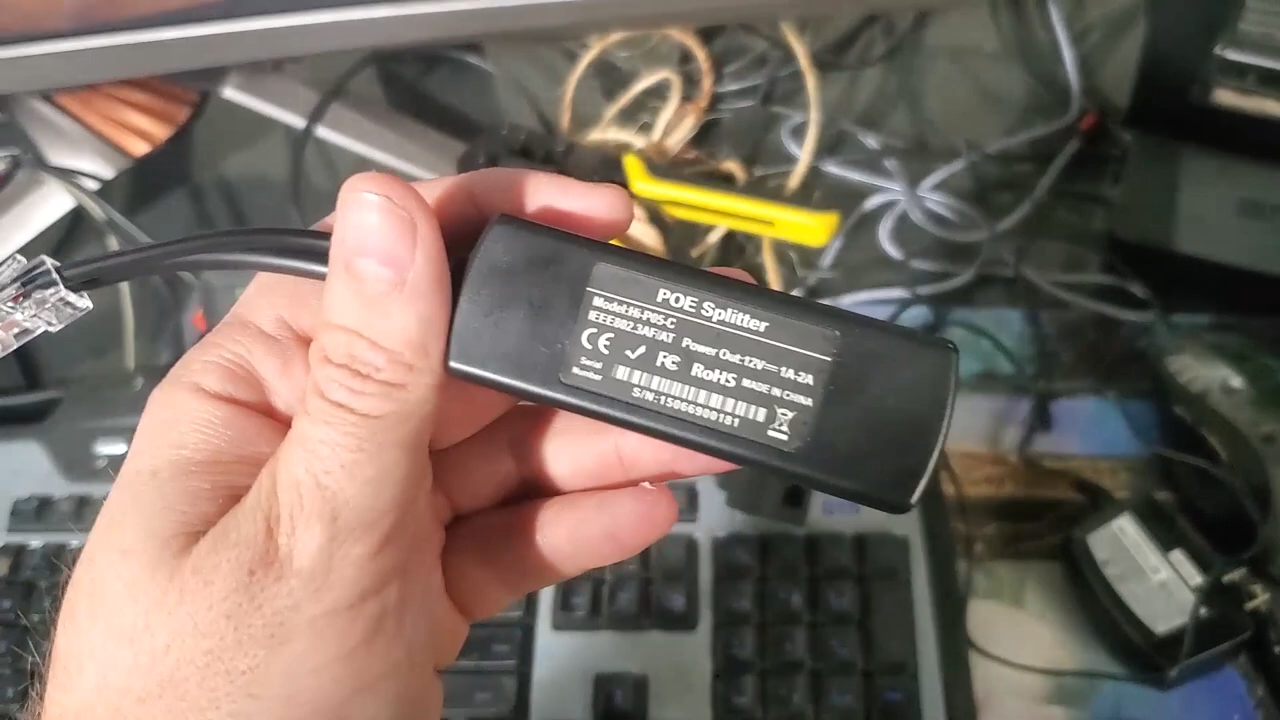 POE Splitter
Model:Hi-P05-C
IEEE802.3AF/AT Power Out:12V⎓1A-2A
CE FC RoHS MADE IN CHINA
Serial
Number
S/N:15066900181